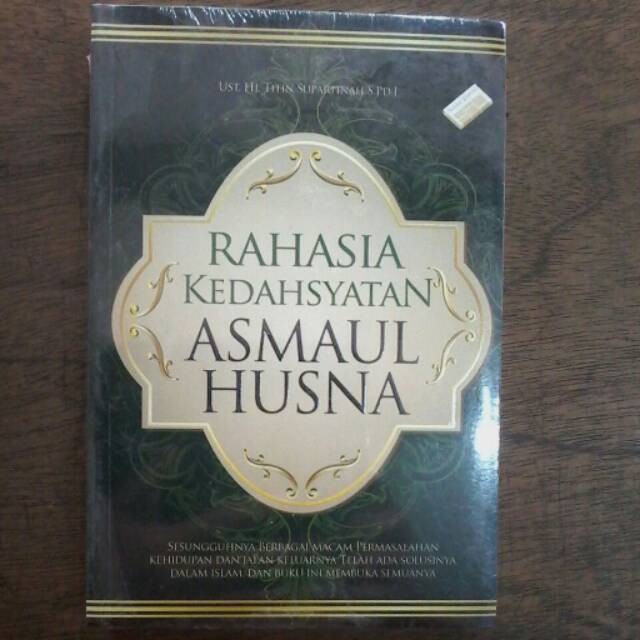 UST. HJ. TITIN SUPARTINAH, S.PD.I
RAHASIA
KEDAHSYATAN
ASMAUL
HUSNA
SESUNGGUHNYA BERBAGAI MACAM PERMASALAHAN
KEHIDUPAN DAN JALAN KELUARNYA TELAH ADA SOLUSINYA
DALAM ISLAM. DAN BUKU INI MEMBUKA SEMUANYA